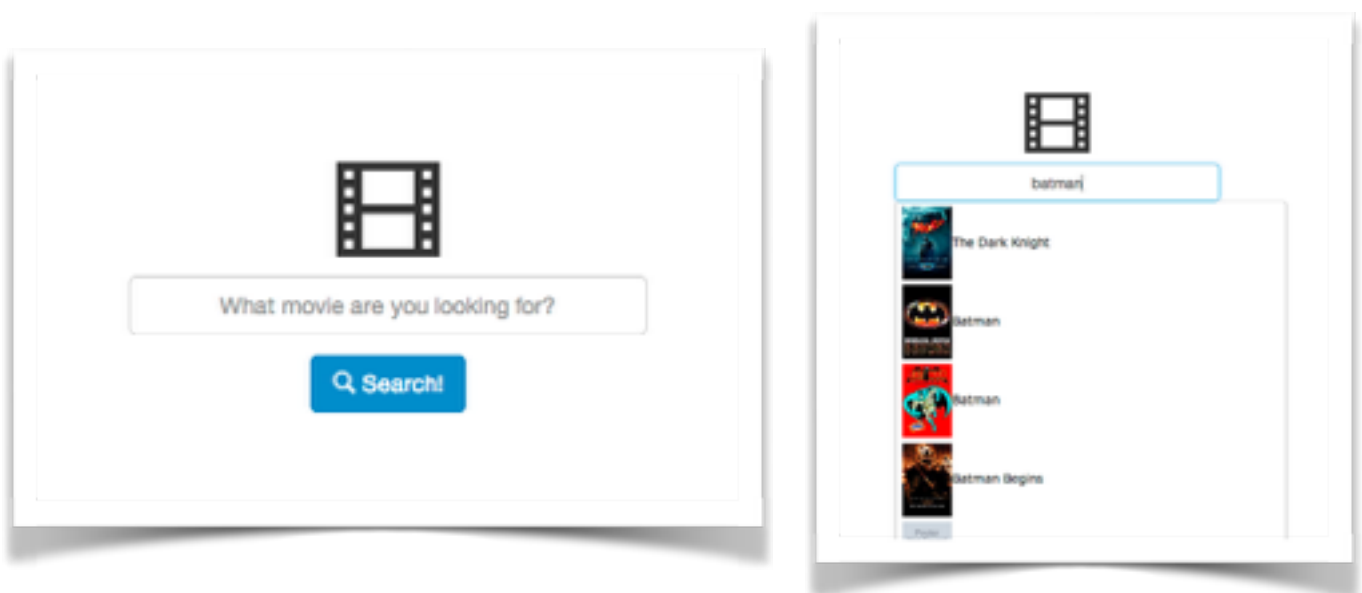 What movie are you looking for?
Search!
batman
The Dark Knight
Batman
Batman
Batman Begins